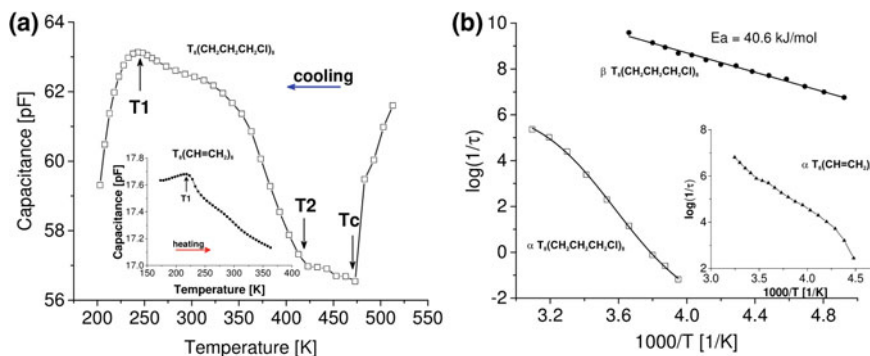 (a)
64
63
62
60
58
56
Capacitance [pF]
T₈(CH₂CH₂CH₂Cl)₈
cooling
T1
T2
Tc
T₈(CH=CH₂)₈
17.8
17.6
17.4
17.2
17.0
Capacitance [pF]
T1
heating
150 200 250 300 350 400
Temperature [K]
200 250 300 350 400 450 500
Temperature [K]
(b)
10
8
6
4
2
0
-2
log(1/τ)
Ea = 40.6 kJ/mol
β T₈(CH₂CH₂CH₂Cl)₈
α T₈(CH₂CH₂CH₂Cl)₈
8
6
4
2
log(1/τ)
α T₈(CH=CH₂)
3.0 3.5 4.0 4.5
1000/T [1/K]
3.2 3.6 4.0 4.4 4.8
1000/T [1/K]